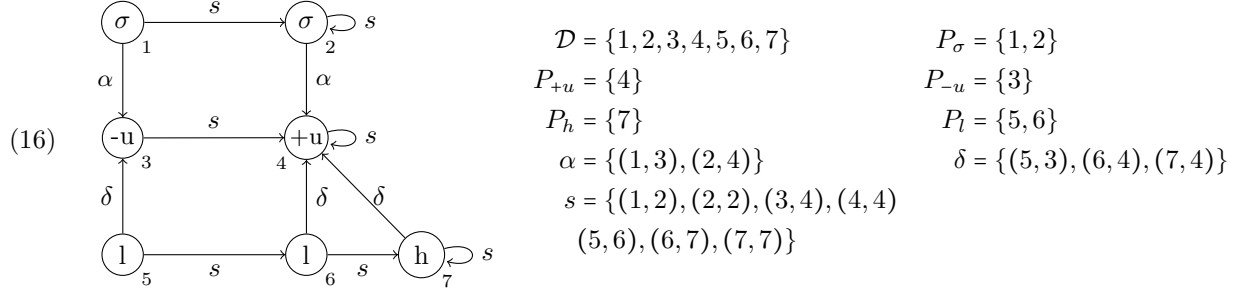 (16)
σ 1 s σ 2 s
α α
-u 3 s +u 4 s
δ δ δ
l 5 s l 6 s h 7 s
𝒟 = {1, 2, 3, 4, 5, 6, 7} P_σ = {1, 2}
P_{+u} = {4} P_{-u} = {3}
P_h = {7} P_l = {5, 6}
α = {(1, 3), (2, 4)} δ = {(5, 3), (6, 4), (7, 4)}
s = {(1, 2), (2, 2), (3, 4), (4, 4)
(5, 6), (6, 7), (7, 7)}